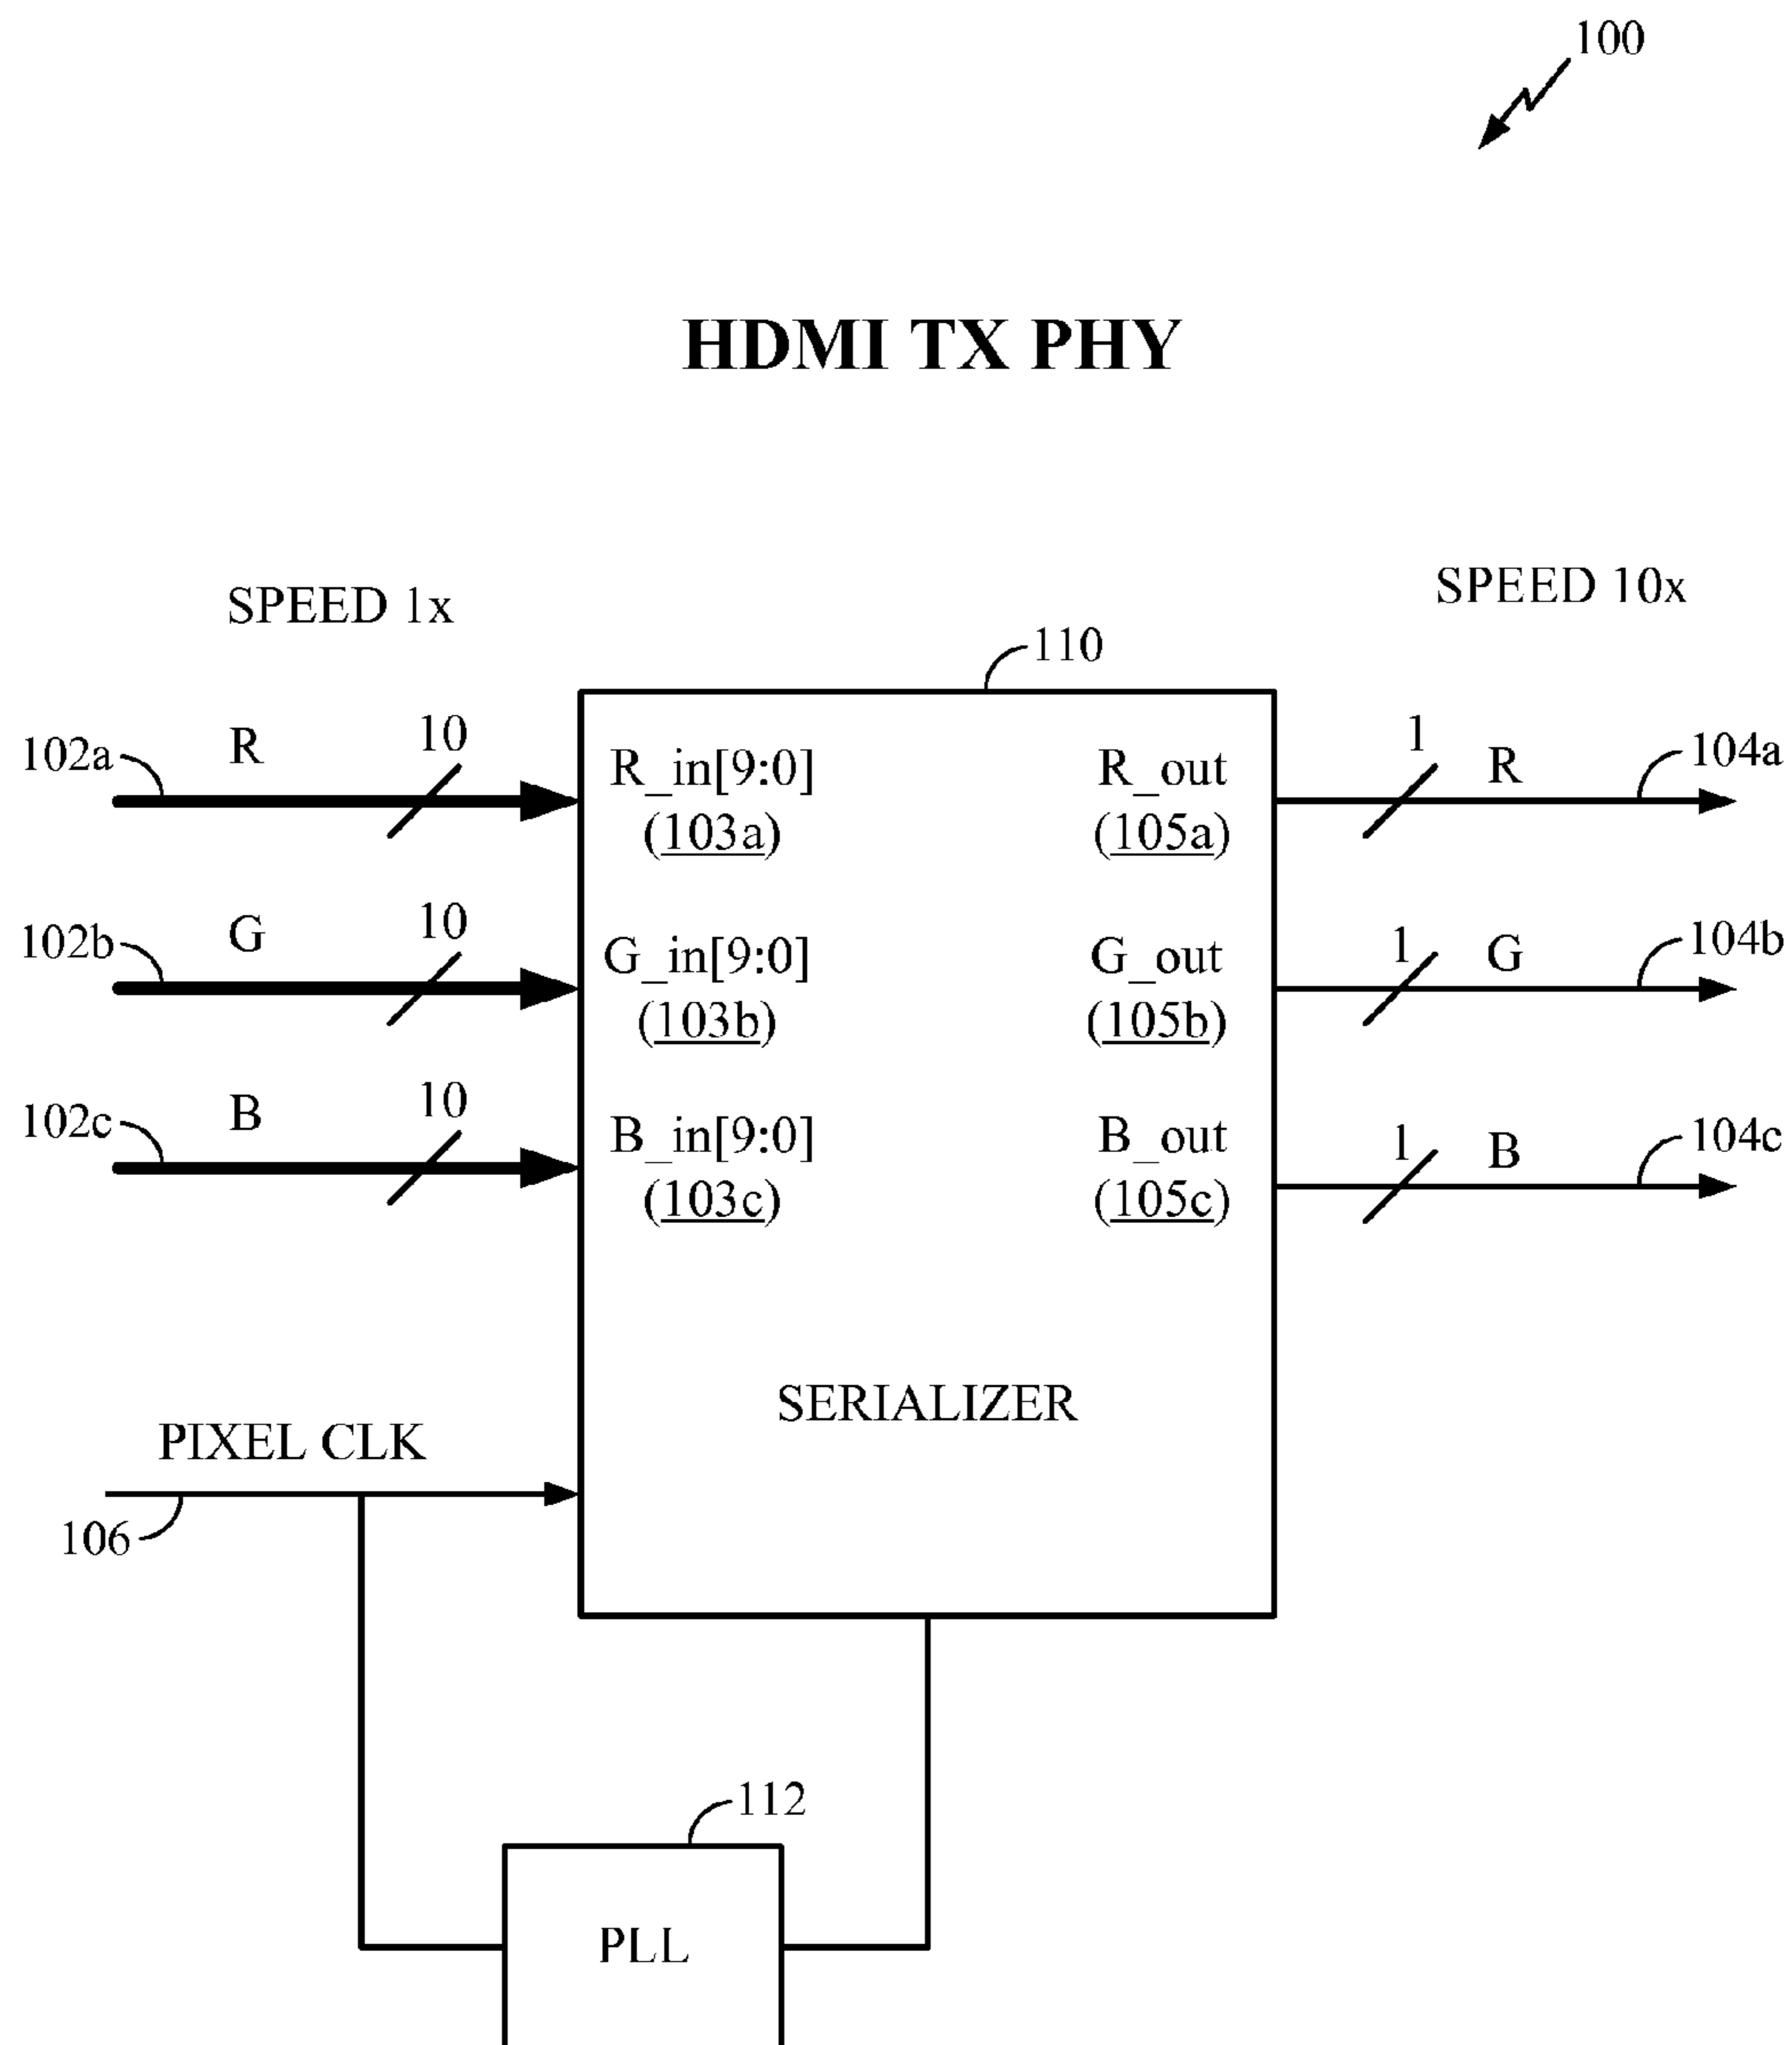 100
HDMI TX PHY
SPEED 1x
SPEED 10x
110
102a
R
10
R_in[9:0]
(103a)
R_out
(105a)
1
R
104a
102b
G
10
G_in[9:0]
(103b)
G_out
(105b)
1
G
104b
102c
B
10
B_in[9:0]
(103c)
B_out
(105c)
1
B
104c
SERIALIZER
PIXEL CLK
106
112
PLL